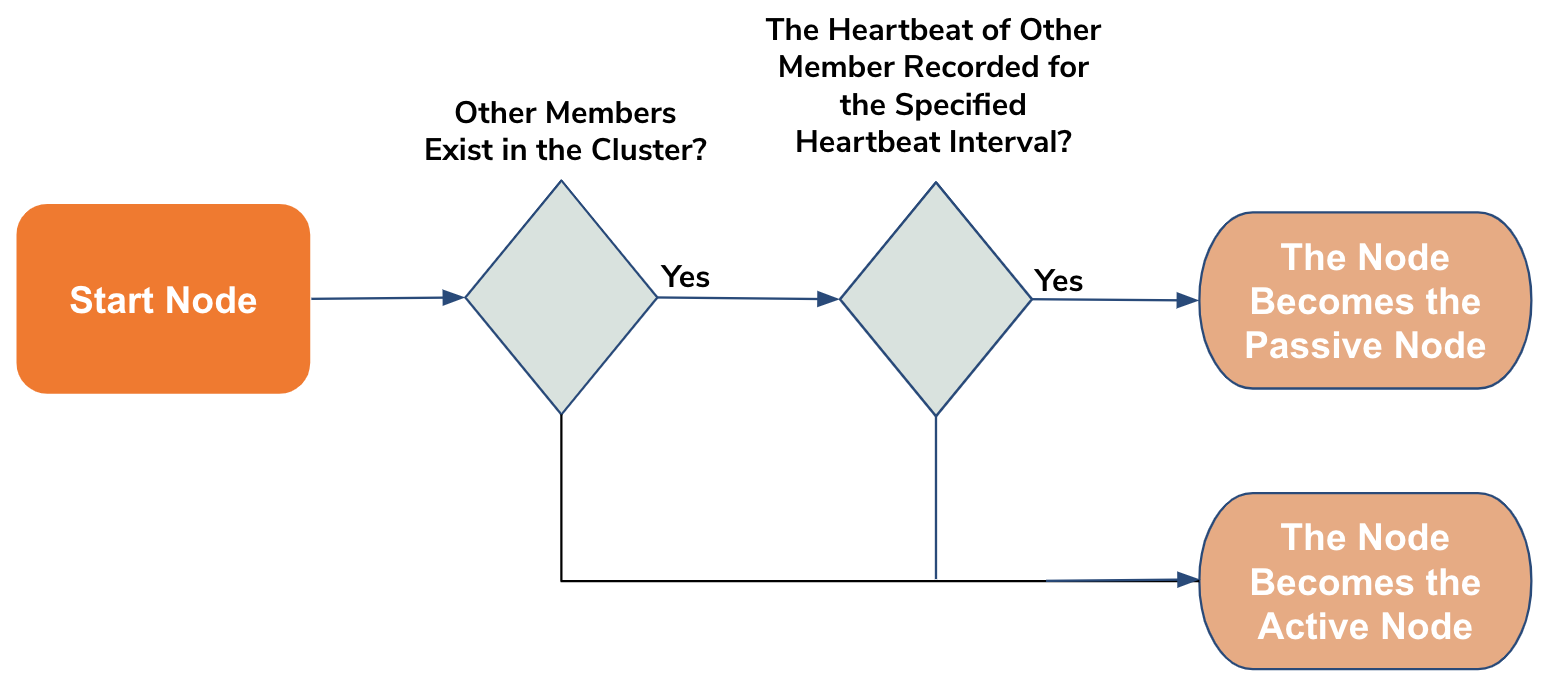 Start Node
Other Members
Exist in the Cluster?
Yes
The Heartbeat of Other
Member Recorded for
the Specified
Heartbeat Interval?
Yes
The Node
Becomes the
Passive Node
The Node
Becomes the
Active Node